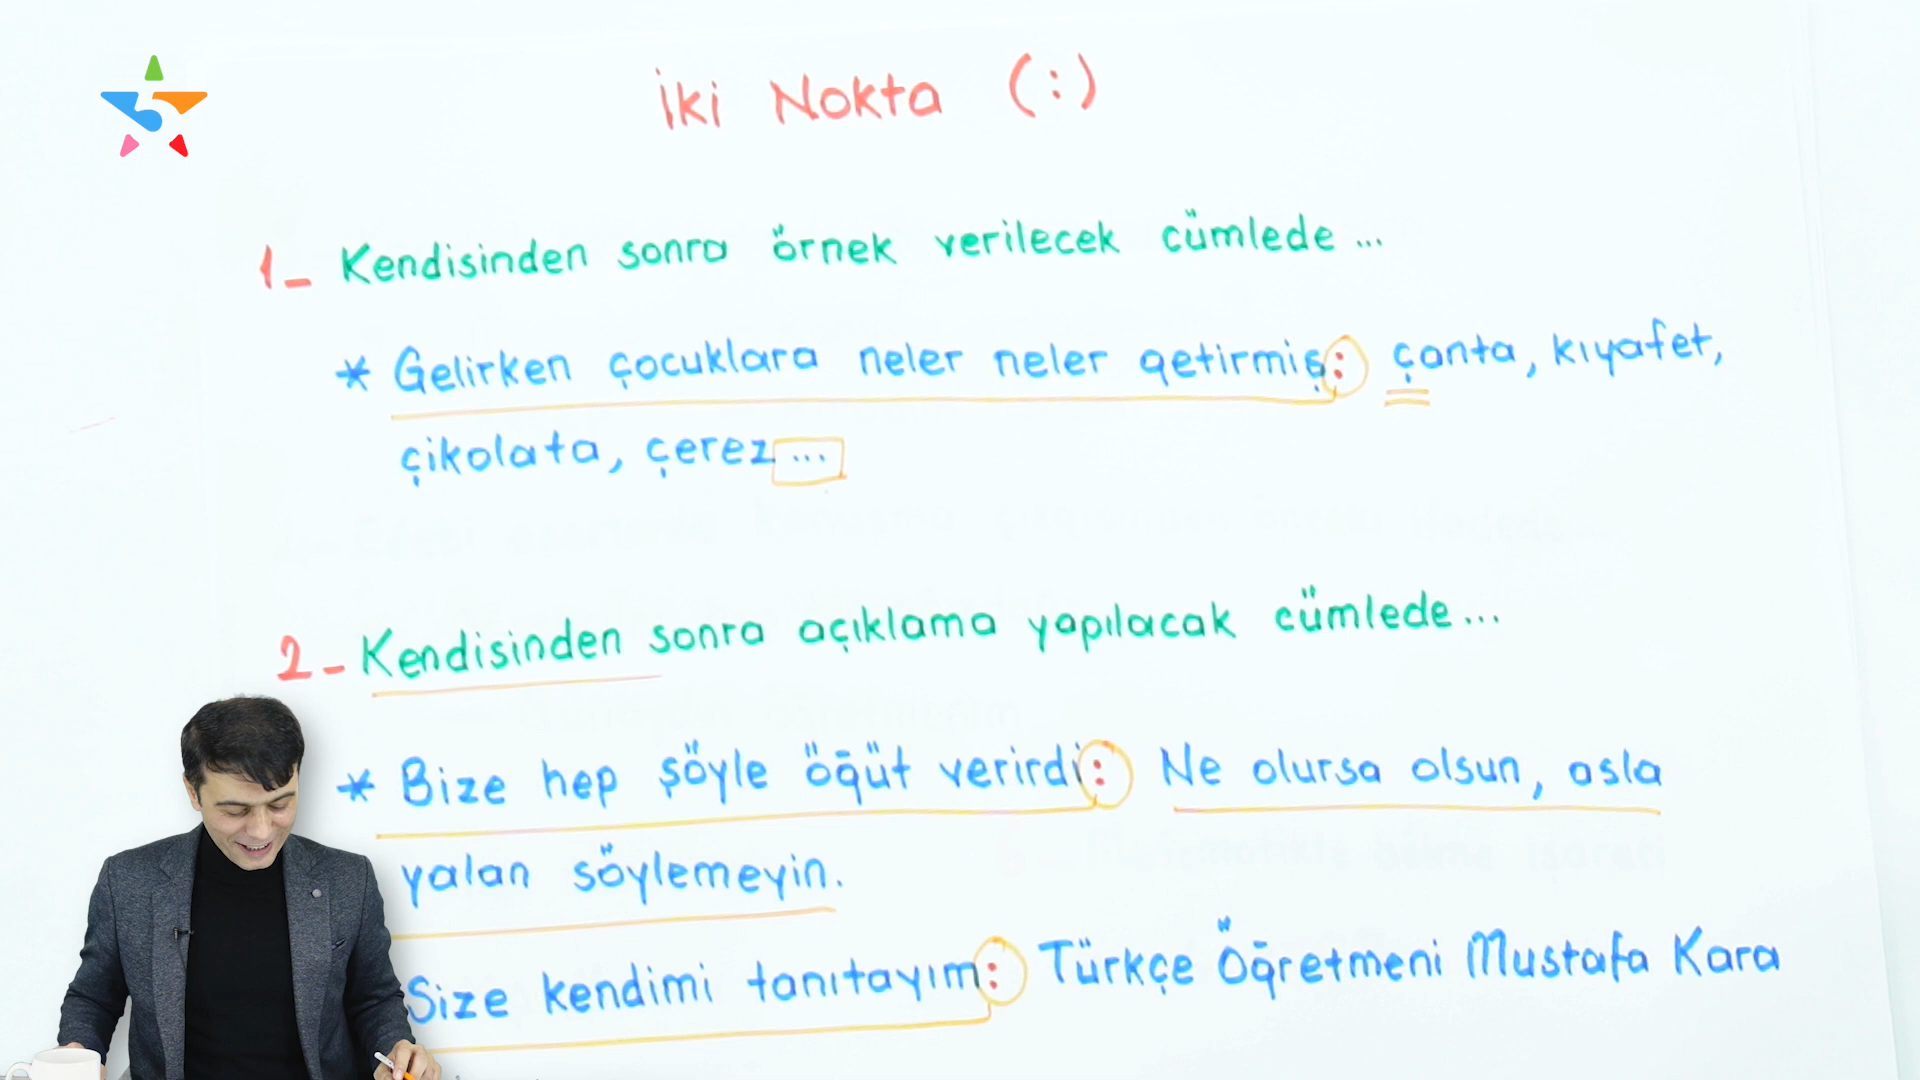 İki Nokta (:)
1- Kendisinden sonra örnek verilecek cümlede ...
* Gelirken çocuklara neler neler getirmiş: çanta, kıyafet,
çikolata, çerez ...
2- Kendisinden sonra açıklama yapılacak cümlede ...
* Bize hep şöyle öğüt verirdi: Ne olursa olsun, asla
yalan söylemeyin.
Size kendimi tanıtayım: Türkçe Öğretmeni Mustafa Kara